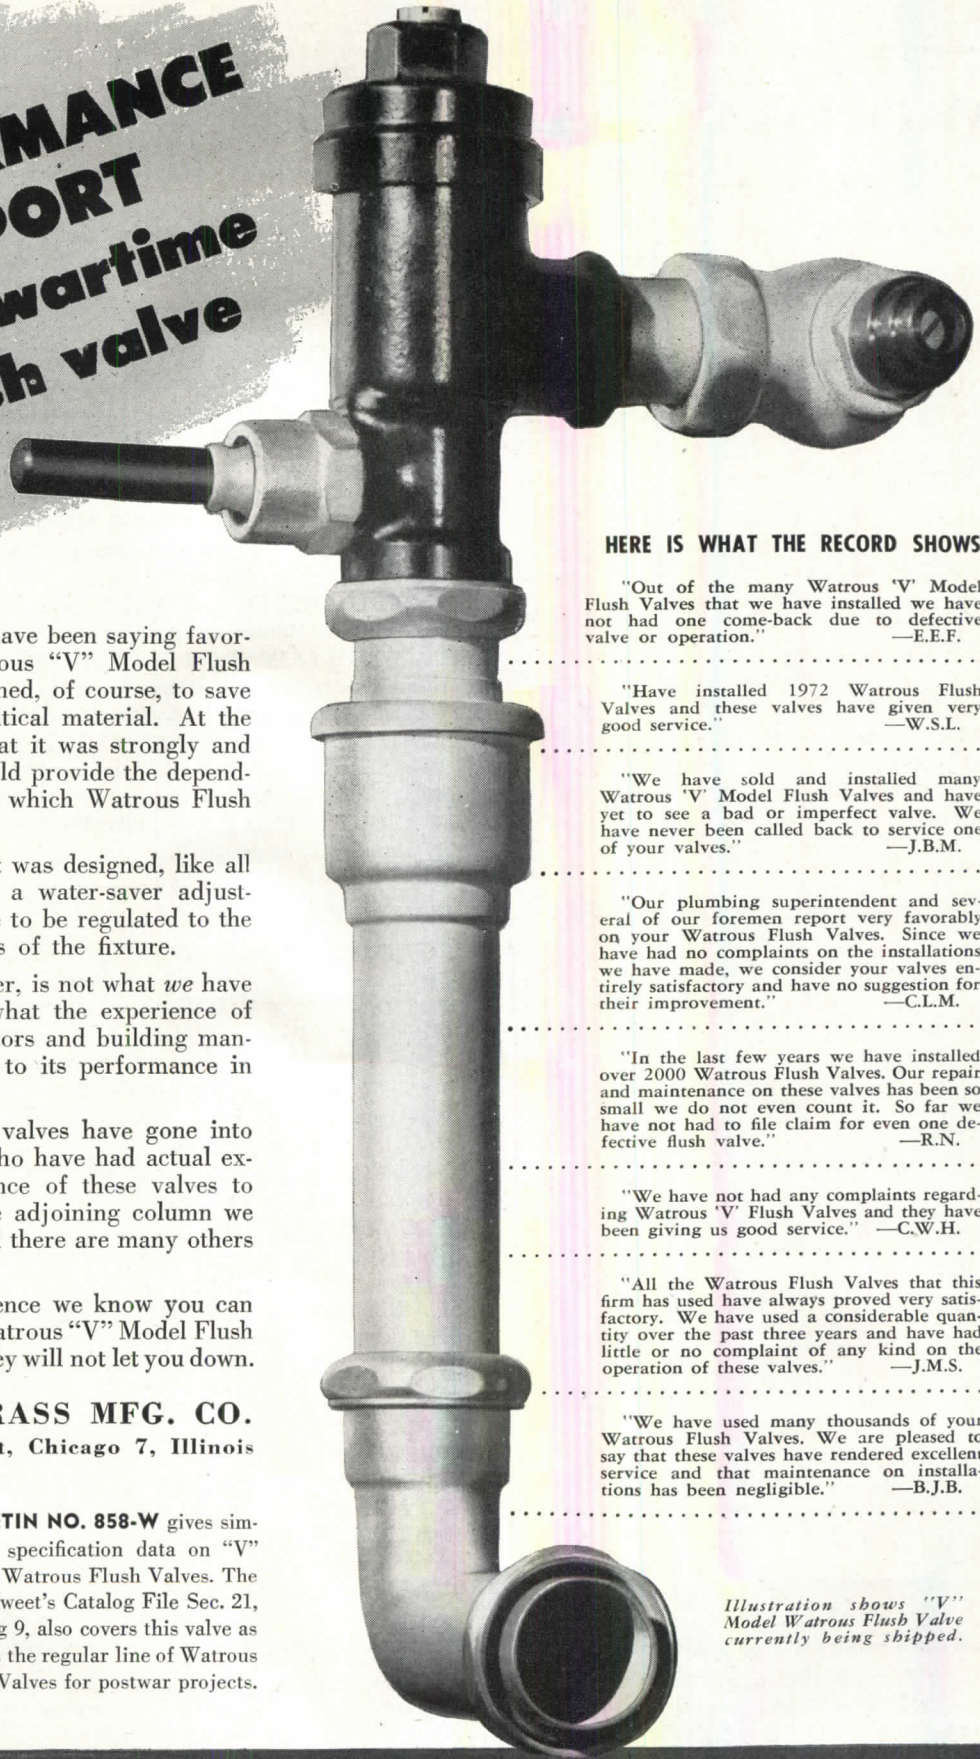 RMANCE
PORT
wartime
sh valve
ave been saying favor-
ous “V” Model Flush
ned, of course, to save
itical material. At the
at it was strongly and
ld provide the depend-
which Watrous Flush
t was designed, like all
a water-saver adjust-
e to be regulated to the
s of the fixture.
er, is not what we have
what the experience of
ors and building man-
to its performance in
valves have gone into
ho have had actual ex-
nce of these valves to
e adjoining column we
d there are many others
ence we know you can
atrous “V” Model Flush
ey will not let you down.
RASS MFG. CO.
t, Chicago 7, Illinois
TIN NO. 858-W gives sim-
specification data on “V”
Watrous Flush Valves. The
weet's Catalog File Sec. 21,
g 9, also covers this valve as
the regular line of Watrous
Valves for postwar projects.
HERE IS WHAT THE RECORD SHOWS
"Out of the many Watrous 'V' Model
Flush Valves that we have installed we have
not had one come-back due to defective
valve or operation." —E.E.F.
"Have installed 1972 Watrous Flush
Valves and these valves have given very
good service." —W.S.L.
"We have sold and installed many
Watrous 'V' Model Flush Valves and have
yet to see a bad or imperfect valve. We
have never been called back to service one
of your valves." —J.B.M.
"Our plumbing superintendent and sev-
eral of our foremen report very favorably
on your Watrous Flush Valves. Since we
have had no complaints on the installations
we have made, we consider your valves en-
tirely satisfactory and have no suggestion for
their improvement." —C.L.M.
"In the last few years we have installed
over 2000 Watrous Flush Valves. Our repair
and maintenance on these valves has been so
small we do not even count it. So far we
have not had to file claim for even one de-
fective flush valve." —R.N.
"We have not had any complaints regard-
ing Watrous 'V' Flush Valves and they have
been giving us good service." —C.W.H.
"All the Watrous Flush Valves that this
firm has used have always proved very satis-
factory. We have used a considerable quan-
tity over the past three years and have had
little or no complaint of any kind on the
operation of these valves." —J.M.S.
"We have used many thousands of your
Watrous Flush Valves. We are pleased to
say that these valves have rendered excellent
service and that maintenance on installa-
tions has been negligible." —B.J.B.
Illustration shows "V"
Model Watrous Flush Valve
currently being shipped.